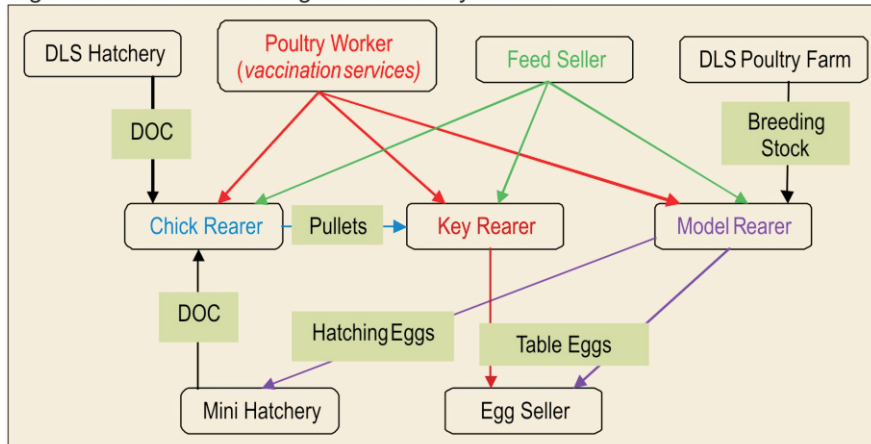 DLS Hatchery
Poultry Worker
(vaccination services)
Feed Seller
DLS Poultry Farm
DOC
Breeding
Stock
Chick Rearer
Pullets
Key Rearer
Model Rearer
DOC
Hatching Eggs
Table Eggs
Mini Hatchery
Egg Seller